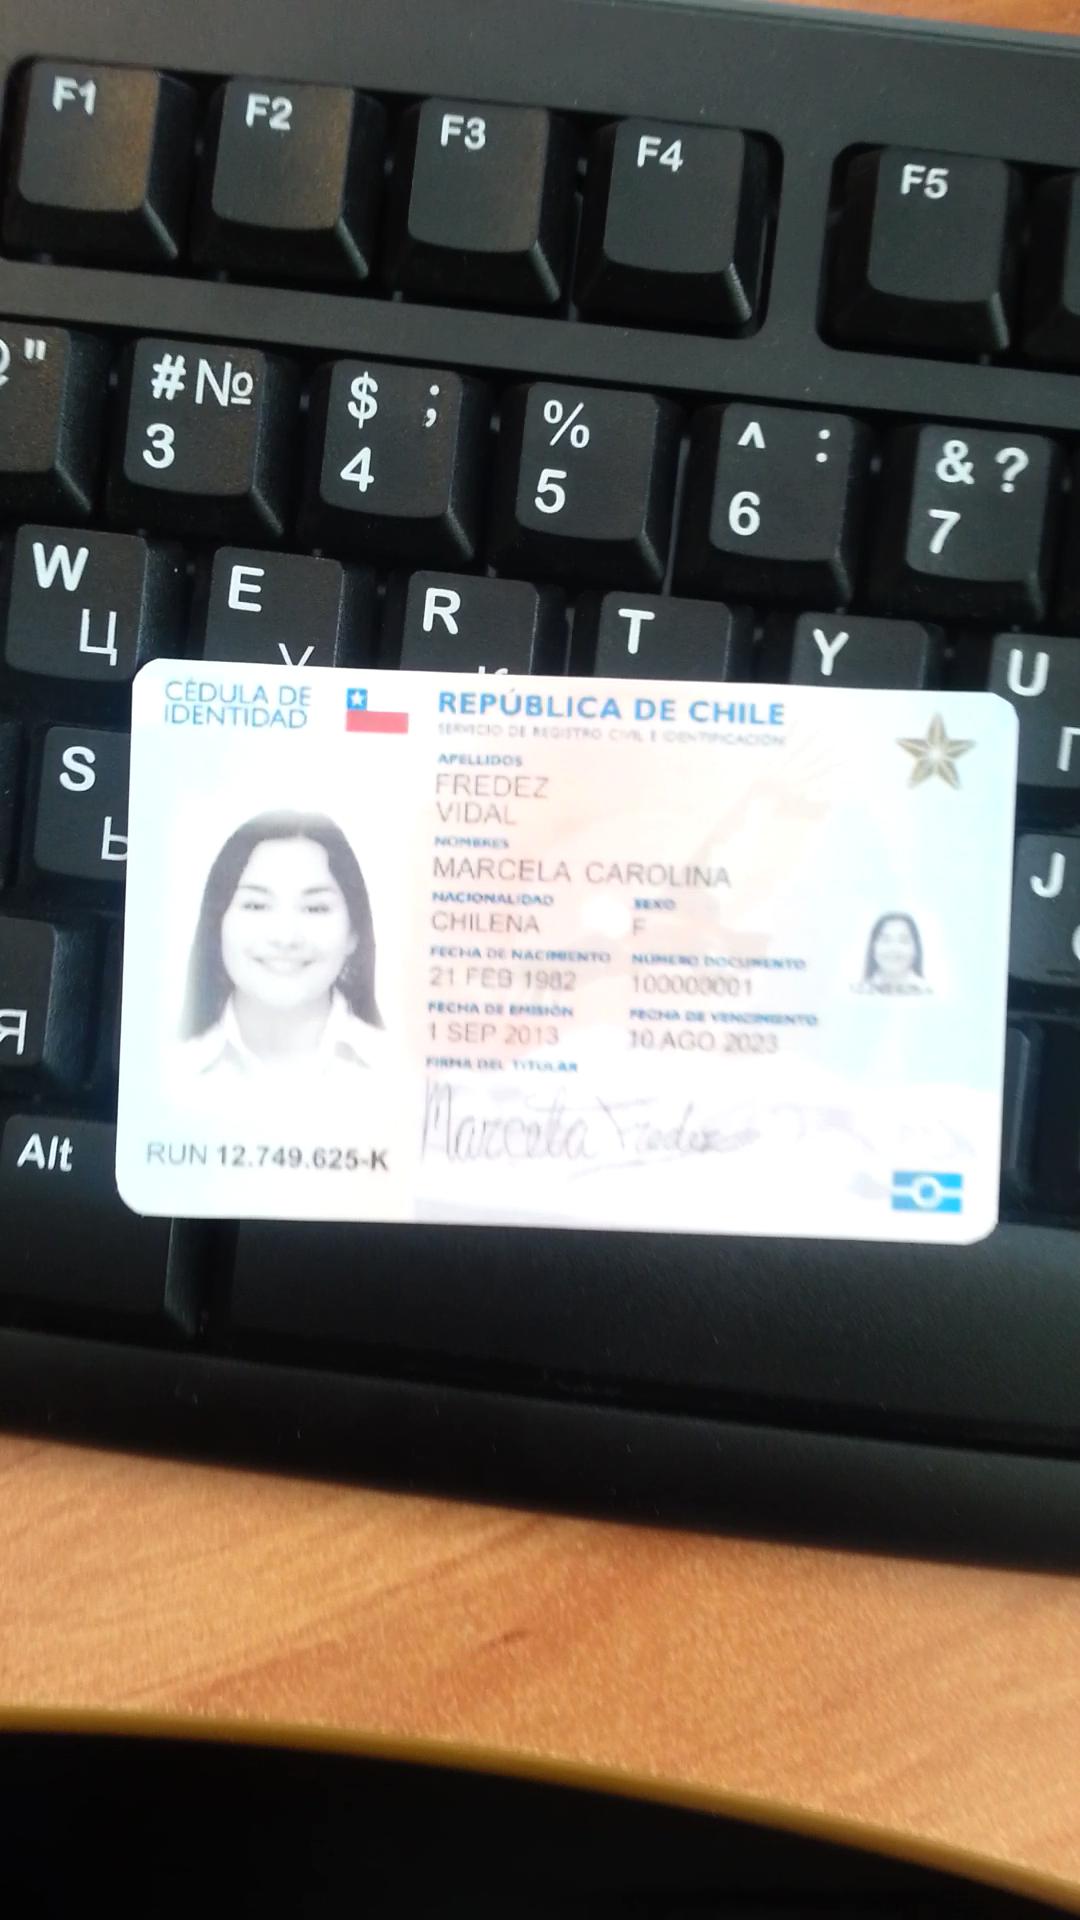 F1 F2 F3 F4 F5
" #№ $ ; % ^ : & ?
3 4 5 6 7
W E R T Y U
Ц
S J
Я
Alt
CÉDULA DE
IDENTIDAD
REPÚBLICA DE CHILE
SERVICIO DE REGISTRO CIVIL E IDENTIFICACIÓN
APELLIDOS
FREDEZ
VIDAL
NOMBRES
MARCELA CAROLINA
NACIONALIDAD SEXO
CHILENA F
FECHA DE NACIMIENTO NÚMERO DOCUMENTO
21 FEB 1982 100000001
FECHA DE EMISIÓN FECHA DE VENCIMIENTO
1 SEP 2013 10 AGO 2023
FIRMA DEL TITULAR
Marcella Fredez
RUN 12.749.625-K